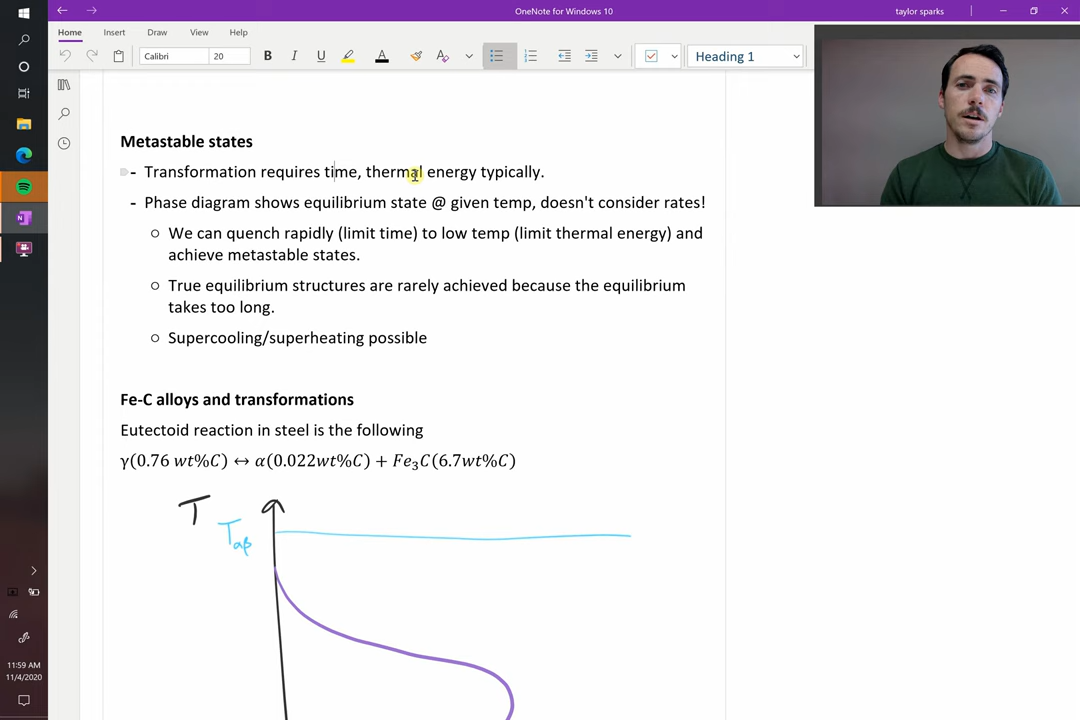 OneNote for Windows 10
taylor sparks
Home Insert Draw View Help
Calibri 20 B I U A Heading 1
Metastable states
- Transformation requires time, thermal energy typically.
- Phase diagram shows equilibrium state @ given temp, doesn't consider rates!
We can quench rapidly (limit time) to low temp (limit thermal energy) and
achieve metastable states.
True equilibrium structures are rarely achieved because the equilibrium
takes too long.
Supercooling/superheating possible
Fe-C alloys and transformations
Eutectoid reaction in steel is the following
γ(0.76 wt%C) ↔ α(0.022wt%C) + Fe₃C(6.7wt%C)
T
Tαβ
11:59 AM
11/4/2020